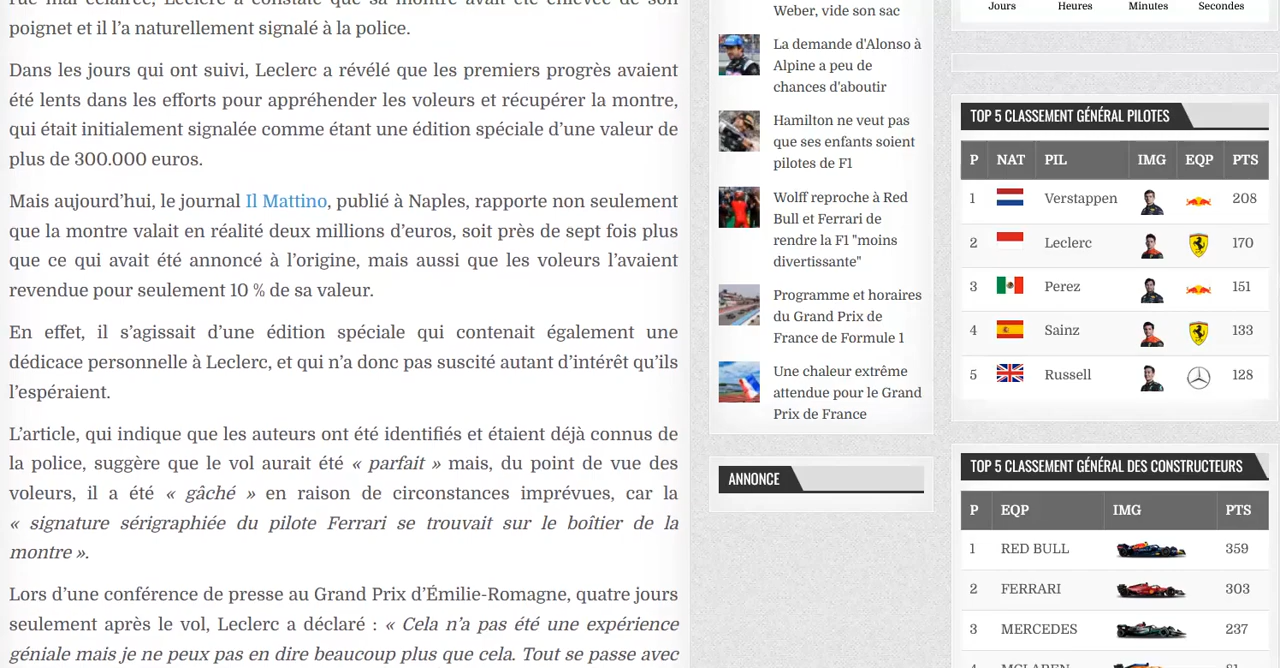 rue mal éclairée, Leclerc a constaté que sa montre avait été enlevée de son
poignet et il l’a naturellement signalé à la police.
Dans les jours qui ont suivi, Leclerc a révélé que les premiers progrès avaient
été lents dans les efforts pour appréhender les voleurs et récupérer la montre,
qui était initialement signalée comme étant une édition spéciale d’une valeur de
plus de 300.000 euros.
Mais aujourd’hui, le journal Il Mattino, publié à Naples, rapporte non seulement
que la montre valait en réalité deux millions d’euros, soit près de sept fois plus
que ce qui avait été annoncé à l’origine, mais aussi que les voleurs l’avaient
revendue pour seulement 10 % de sa valeur.
En effet, il s’agissait d’une édition spéciale qui contenait également une
dédicace personnelle à Leclerc, et qui n’a donc pas suscité autant d’intérêt qu’ils
l’espéraient.
L’article, qui indique que les auteurs ont été identifiés et étaient déjà connus de
la police, suggère que le vol aurait été « parfait » mais, du point de vue des
voleurs, il a été « gâché » en raison de circonstances imprévues, car la
« signature sérigraphiée du pilote Ferrari se trouvait sur le boîtier de la
montre ».
Lors d’une conférence de presse au Grand Prix d’Émilie-Romagne, quatre jours
seulement après le vol, Leclerc a déclaré : « Cela n’a pas été une expérience
géniale mais je ne peux pas en dire beaucoup plus que cela. Tout se passe avec
Weber, vide son sac
La demande d'Alonso à
Alpine a peu de
chances d'aboutir
Hamilton ne veut pas
que ses enfants soient
pilotes de F1
Wolff reproche à Red
Bull et Ferrari de
rendre la F1 "moins
divertissante"
Programme et horaires
du Grand Prix de
France de Formule 1
Une chaleur extrême
attendue pour le Grand
Prix de France
ANNONCE
Jours Heures Minutes Secondes
TOP 5 CLASSEMENT GÉNÉRAL PILOTES
P NAT PIL IMG EQP PTS
1 Verstappen 208
2 Leclerc 170
3 Perez 151
4 Sainz 133
5 Russell 128
TOP 5 CLASSEMENT GÉNÉRAL DES CONSTRUCTEURS
P EQP IMG PTS
1 RED BULL 359
2 FERRARI 303
3 MERCEDES 237
4 MCLAREN 81